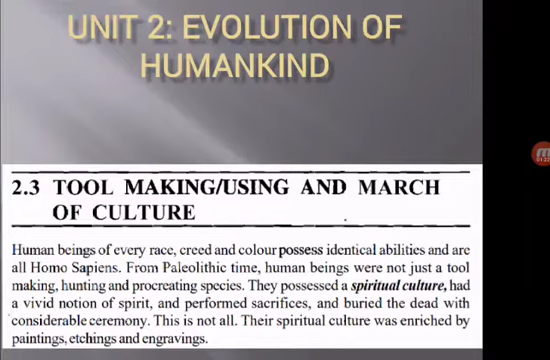 UNIT 2: EVOLUTION OF
HUMANKIND
2.3 TOOL MAKING/USING AND MARCH
OF CULTURE
Human beings of every race, creed and colour possess identical abilities and are
all Homo Sapiens. From Paleolithic time, human beings were not just a tool
making, hunting and procreating species. They possessed a spiritual culture, had
a vivid notion of spirit, and performed sacrifices, and buried the dead with
considerable ceremony. This is not all. Their spiritual culture was enriched by
paintings, etchings and engravings.